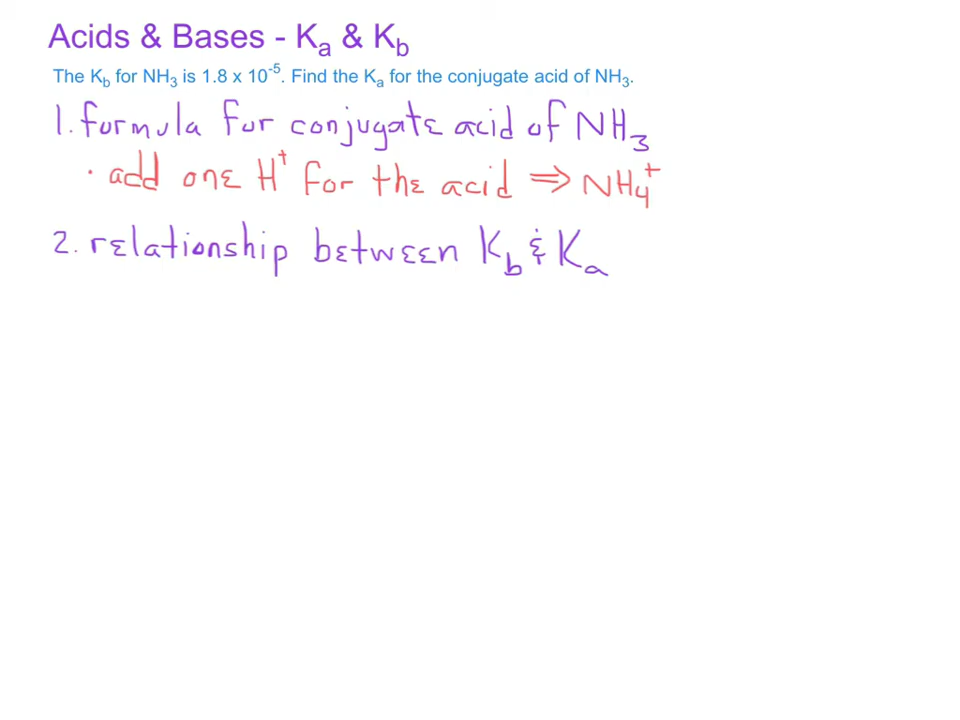 Acids & Bases - Ka & Kb
The Kb for NH3 is 1.8 x 10-5. Find the Ka for the conjugate acid of NH3.
1. formula for conjugate acid of NH3
· add one H+ for the acid ⇒ NH4+
2. relationship between Kb & Ka